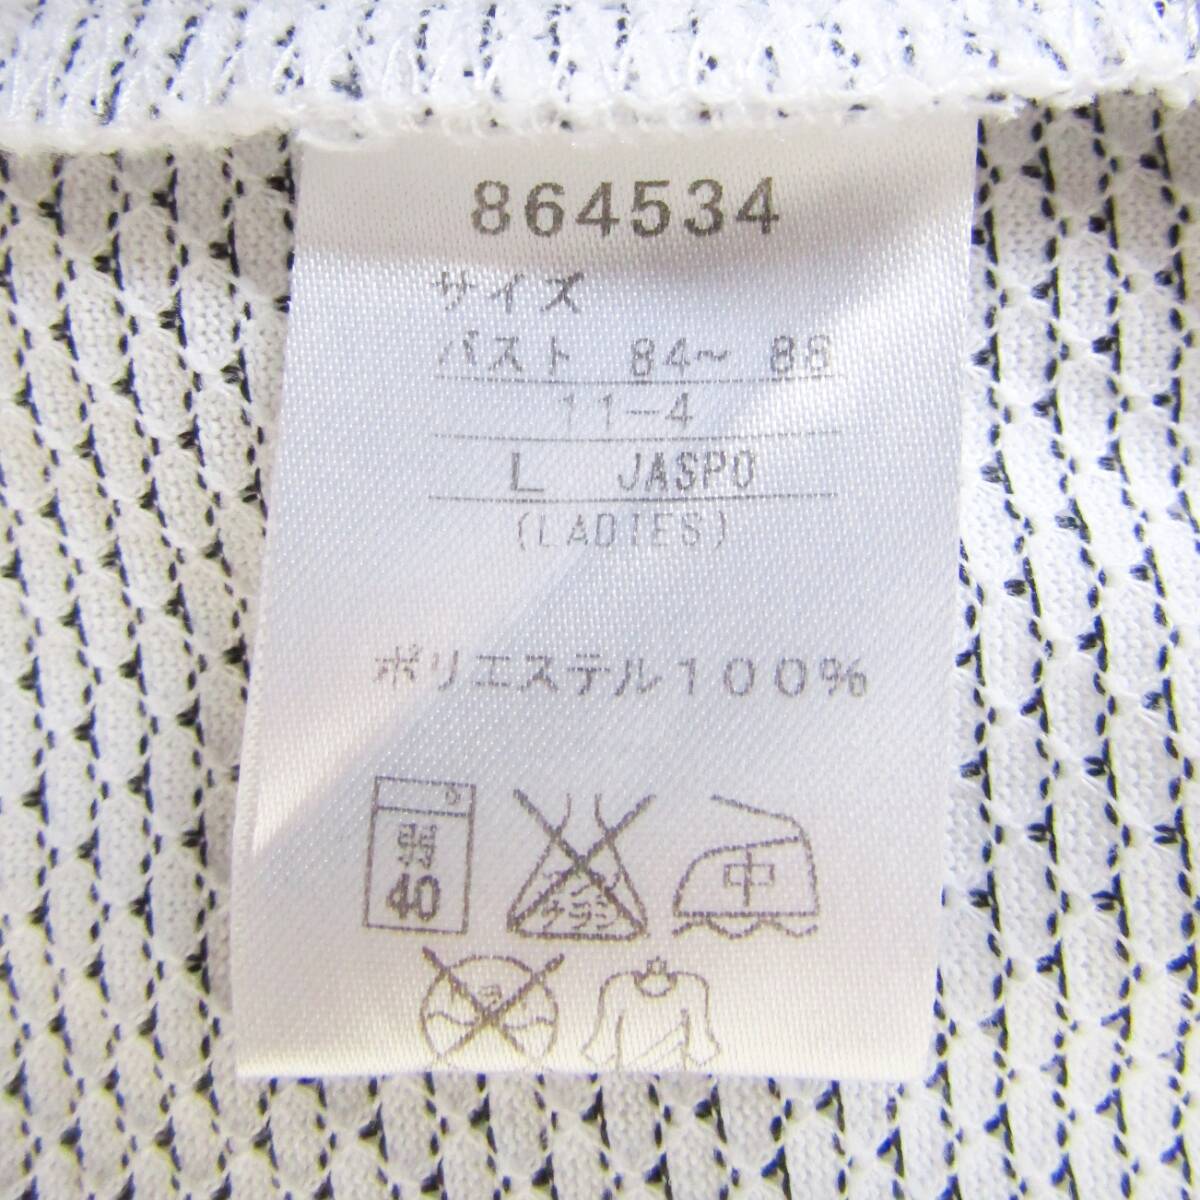 864534
サイズ
バスト 84～ 88
11-4
L JASPO
(LADIES)
ポリエステル100%
弱
40
中